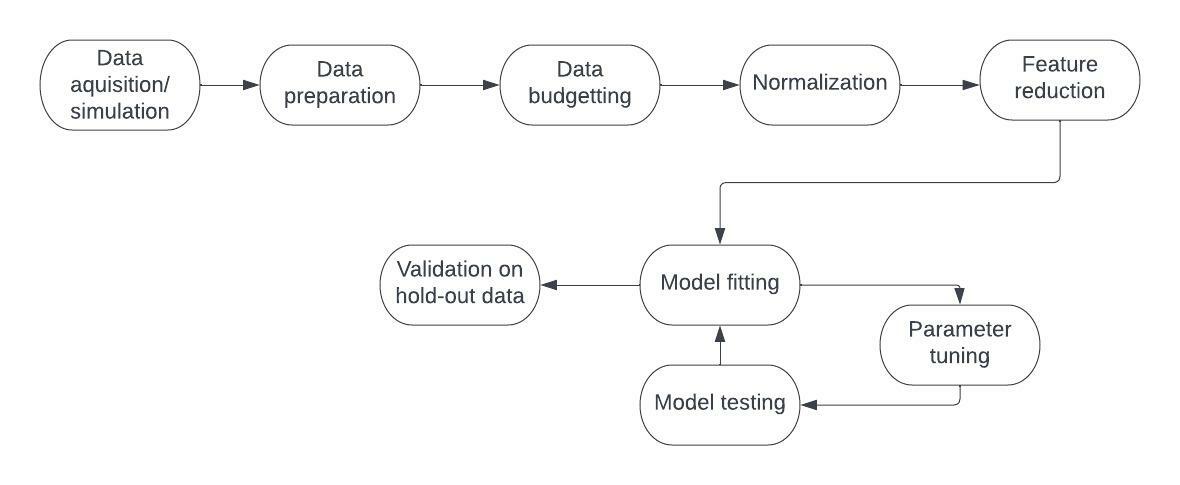 Data
aquisition/
simulation
Data
preparation
Data
budgetting
Normalization
Feature
reduction
Validation on
hold-out data
Model fitting
Parameter
tuning
Model testing